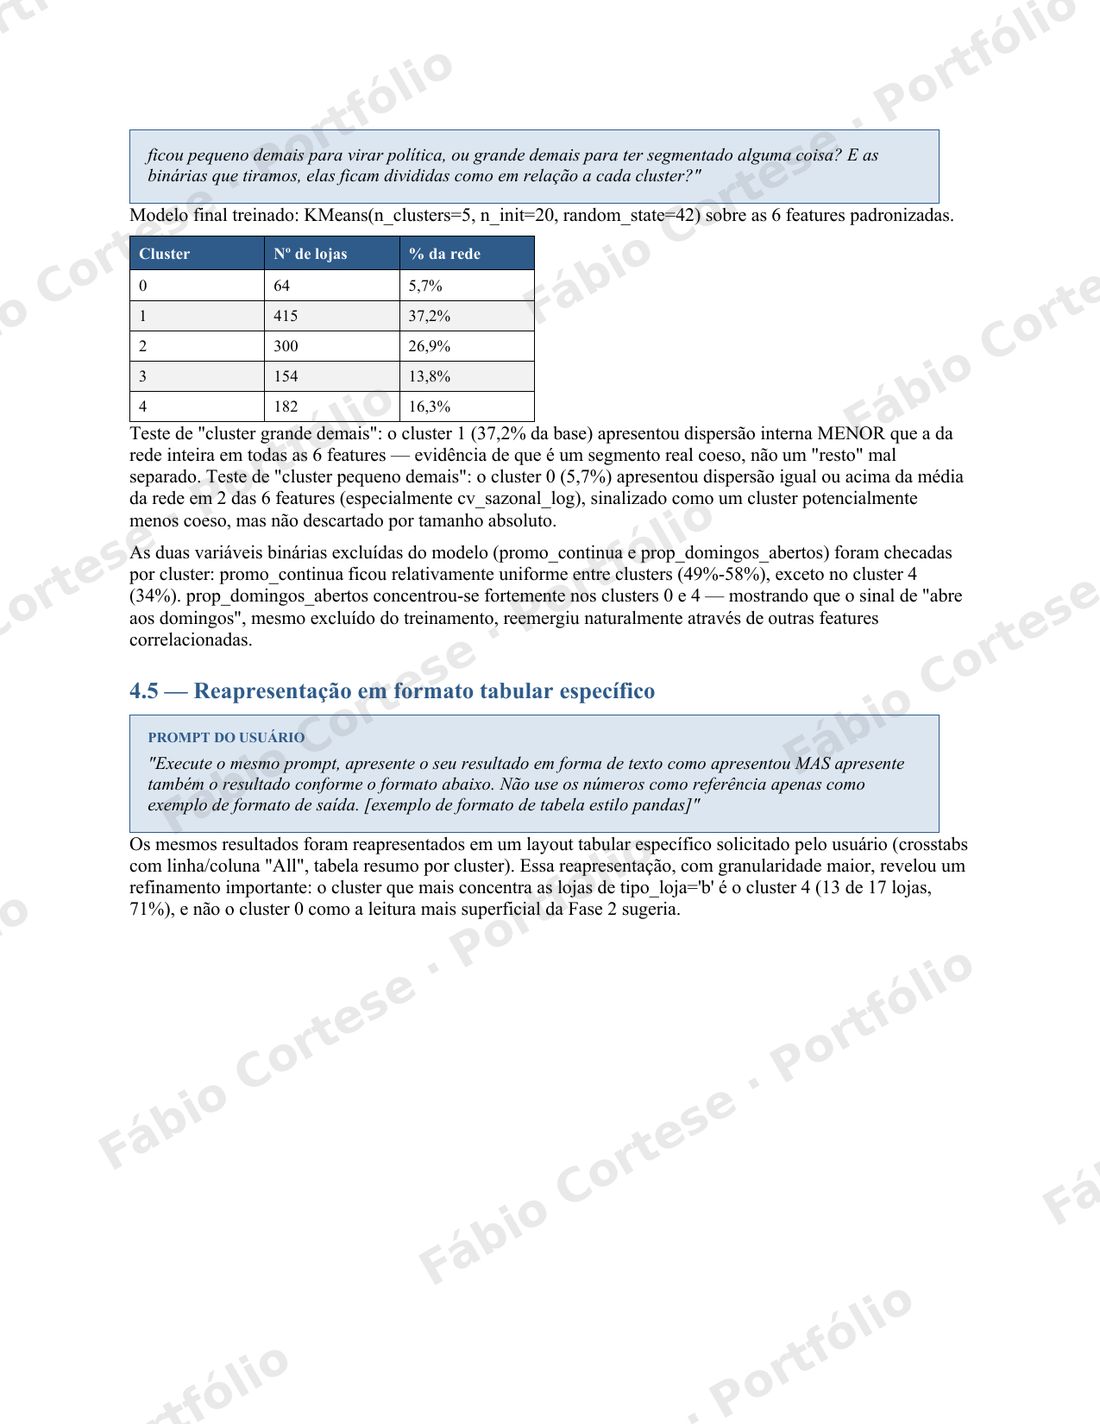 ficou pequeno demais para virar política, ou grande demais para ter segmentado alguma coisa? E as
binárias que tiramos, elas ficam divididas como em relação a cada cluster?"
Modelo final treinado: KMeans(n_clusters=5, n_init=20, random_state=42) sobre as 6 features padronizadas.
Cluster Nº de lojas % da rede
0 64 5,7%
1 415 37,2%
2 300 26,9%
3 154 13,8%
4 182 16,3%
Teste de "cluster grande demais": o cluster 1 (37,2% da base) apresentou dispersão interna MENOR que a da
rede inteira em todas as 6 features — evidência de que é um segmento real coeso, não um "resto" mal
separado. Teste de "cluster pequeno demais": o cluster 0 (5,7%) apresentou dispersão igual ou acima da média
da rede em 2 das 6 features (especialmente cv_sazonal_log), sinalizado como um cluster potencialmente
menos coeso, mas não descartado por tamanho absoluto.
As duas variáveis binárias excluídas do modelo (promo_continua e prop_domingos_abertos) foram checadas
por cluster: promo_continua ficou relativamente uniforme entre clusters (49%-58%), exceto no cluster 4
(34%). prop_domingos_abertos concentrou-se fortemente nos clusters 0 e 4 — mostrando que o sinal de "abre
aos domingos", mesmo excluído do treinamento, reemergiu naturalmente através de outras features
correlacionadas.
4.5 — Reapresentação em formato tabular específico
PROMPT DO USUÁRIO
"Execute o mesmo prompt, apresente o seu resultado em forma de texto como apresentou MAS apresente
também o resultado conforme o formato abaixo. Não use os números como referência apenas como
exemplo de formato de saída. [exemplo de formato de tabela estilo pandas]"
Os mesmos resultados foram reapresentados em um layout tabular específico solicitado pelo usuário (crosstabs
com linha/coluna "All", tabela resumo por cluster). Essa reapresentação, com granularidade maior, revelou um
refinamento importante: o cluster que mais concentra as lojas de tipo_loja='b' é o cluster 4 (13 de 17 lojas,
71%), e não o cluster 0 como a leitura mais superficial da Fase 2 sugeria.
Fábio Cortese · Portfólio
Fábio Cortese · Portfólio